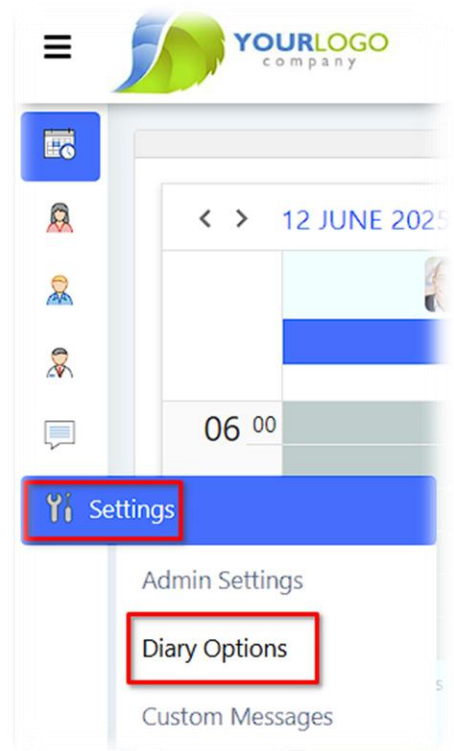 YOURLOGO
company
12 JUNE 2025
06 00
Settings
Admin Settings
Diary Options
Custom Messages